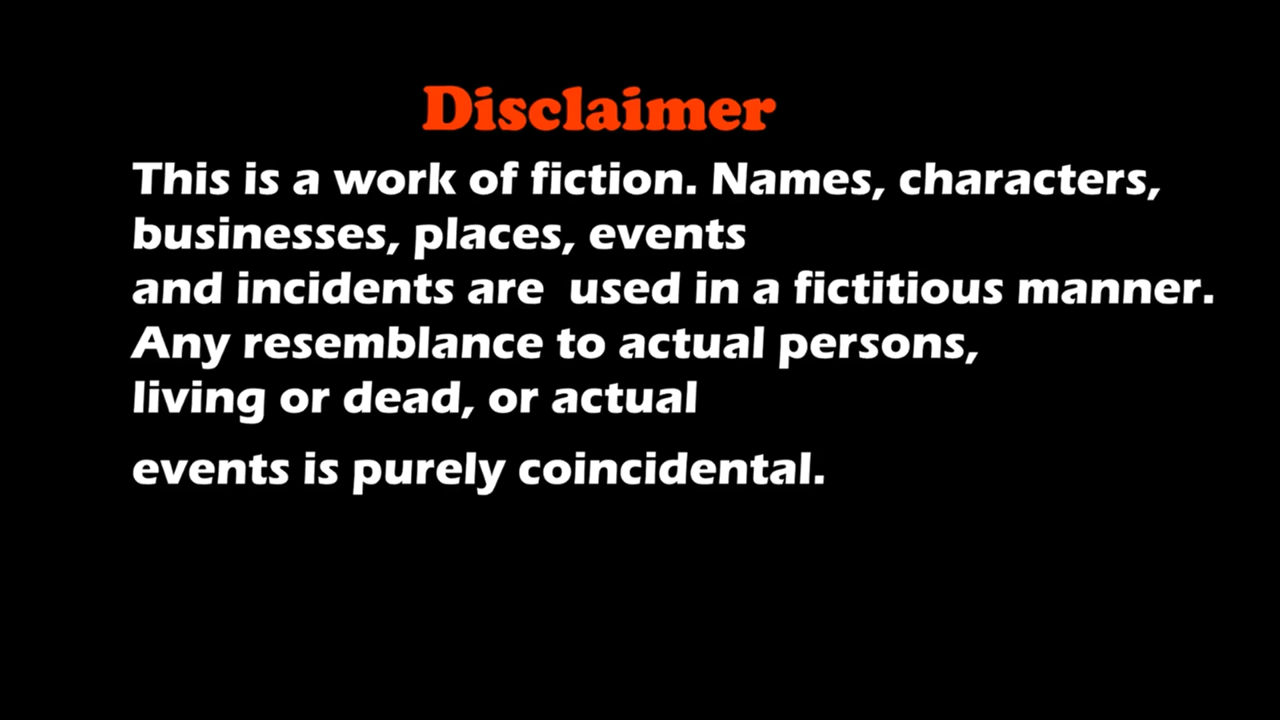 Disclaimer
This is a work of fiction. Names, characters,
businesses, places, events
and incidents are  used in a fictitious manner.
Any resemblance to actual persons,
living or dead, or actual
events is purely coincidental.